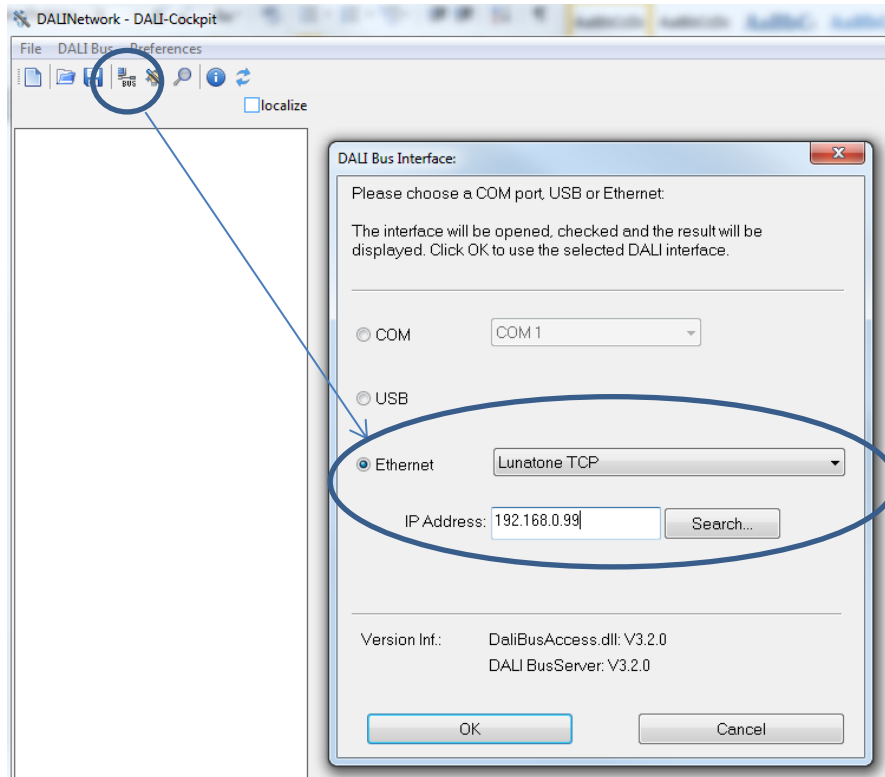 DALINetwork - DALI-Cockpit
File DALI Bus Preferences
BUS
localize
DALI Bus Interface:
Please choose a COM port, USB or Ethernet:
The interface will be opened, checked and the result will be
displayed. Click OK to use the selected DALI interface.
COM COM 1
USB
Ethernet Lunatone TCP
IP Address: 192.168.0.99 Search...
Version Inf.: DaliBusAccess.dll: V3.2.0
DALI BusServer: V3.2.0
OK Cancel